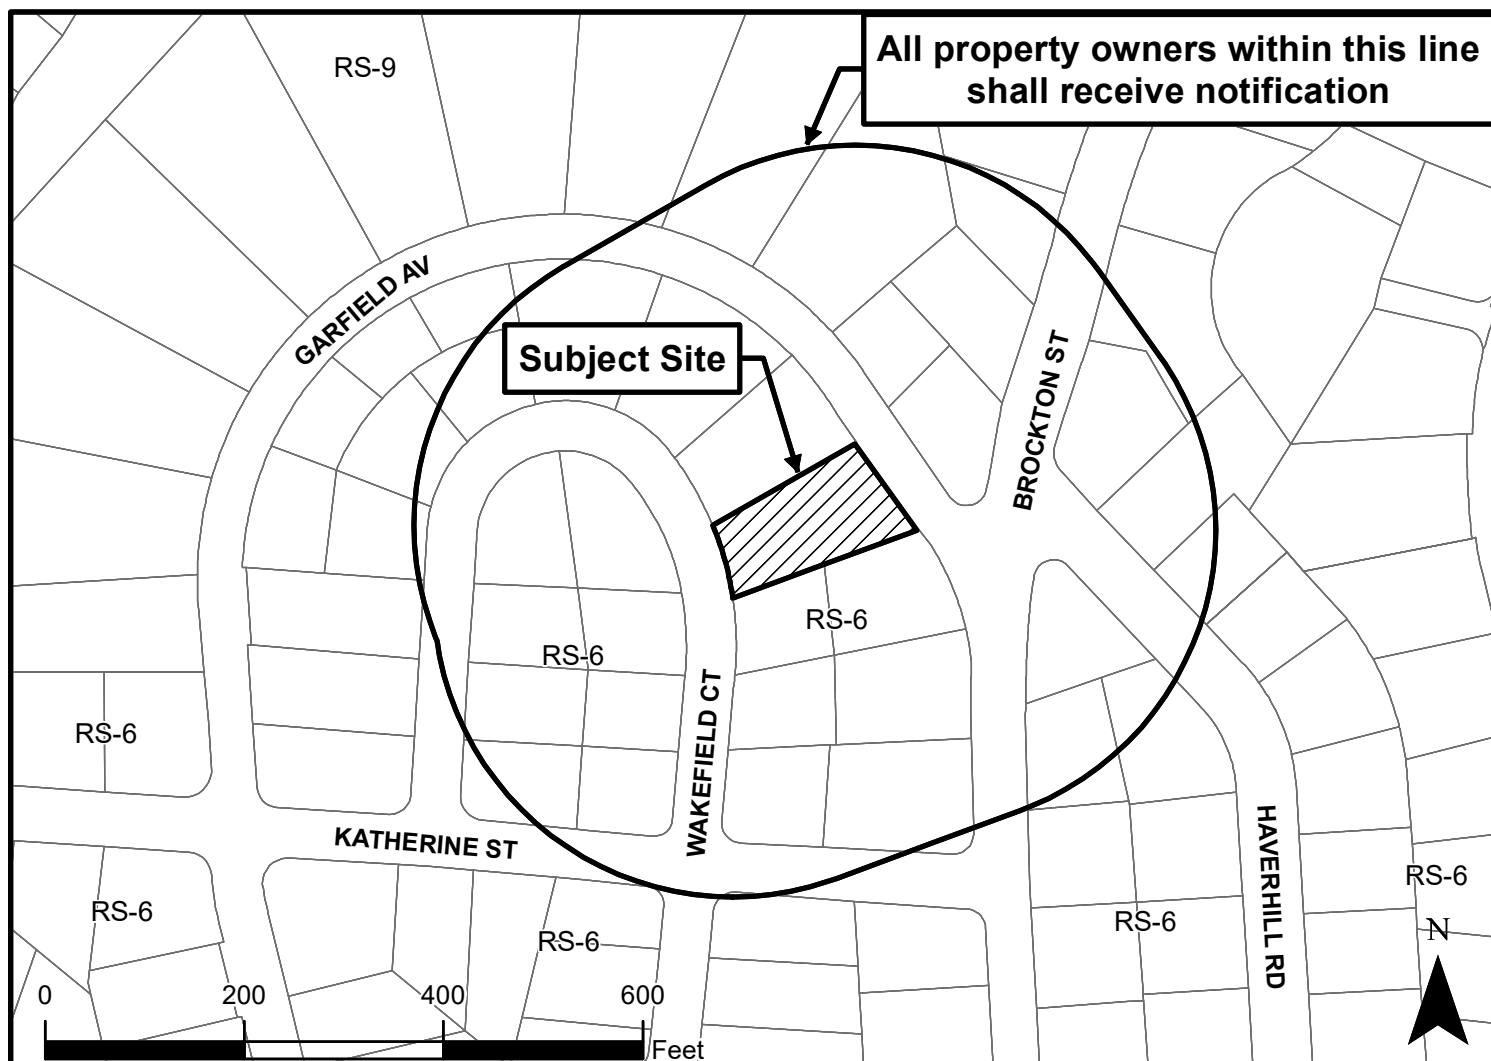 All property owners within this line
shall receive notification
RS-9
GARFIELD AV
Subject Site
BROCKTON ST
RS-6
RS-6
WAKEFIELD CT
RS-6
KATHERINE ST
HAVERHILL RD
RS-6
RS-6
RS-6
RS-6
N
0 200 400 600
Feet